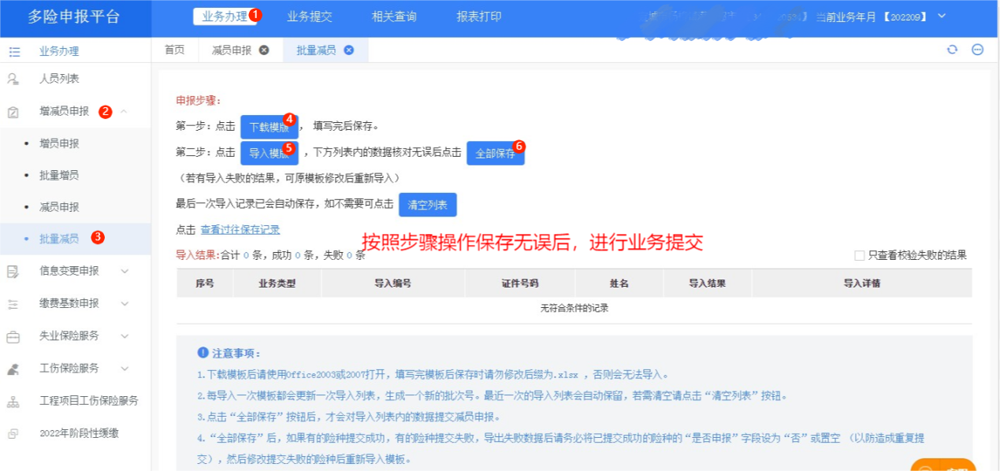 多险申报平台
业务办理 1 业务提交 相关查询 报表打印 当前业务年月 【202209】
业务办理
首页 减员申报 批量减员
人员列表
增减员申报 2
增员申报
批量增员
减员申报
批量减员 3
信息变更申报
缴费基数申报
失业保险服务
工伤保险服务
工程项目工伤保险服务
2022年阶段性缓缴
申报步骤：
第一步：点击 下载模版 4 ， 填写完后保存。
第二步：点击 导入模版 5 ，下方列表内的数据核对无误后点击 全部保存 6
（若有导入失败的结果，可原模板修改后重新导入）
最后一次导入记录已会自动保存，如不需要可点击 清空列表
点击 查看过往保存记录
按照步骤操作保存无误后，进行业务提交
导入结果:合计 0 条，成功 0 条，失败 0 条 只查看校验失败的结果
序号 业务类型 导入编号 证件号码 姓名 导入结果 导入详情
无符合条件的记录
注意事项：
1.下载模板后请使用Office2003或2007打开，填写完模板后保存时请勿修改后缀为.xlsx ，否则会无法导入。
2.每导入一次模板都会更新一次导入列表，生成一个新的批次号。最近一次的导入列表会自动保留，若需清空请点击“清空列表”按钮。
3.点击“全部保存”按钮后，才会对导入列表内的数据提交减员申报。
4.“全部保存”后，如果有的险种提交成功，有的险种提交失败，导出失败数据后请务必将已提交成功的险种的“是否申报”字段设为“否”或置空 （以防造成重复提
交），然后修改提交失败的险种后重新导入模板。